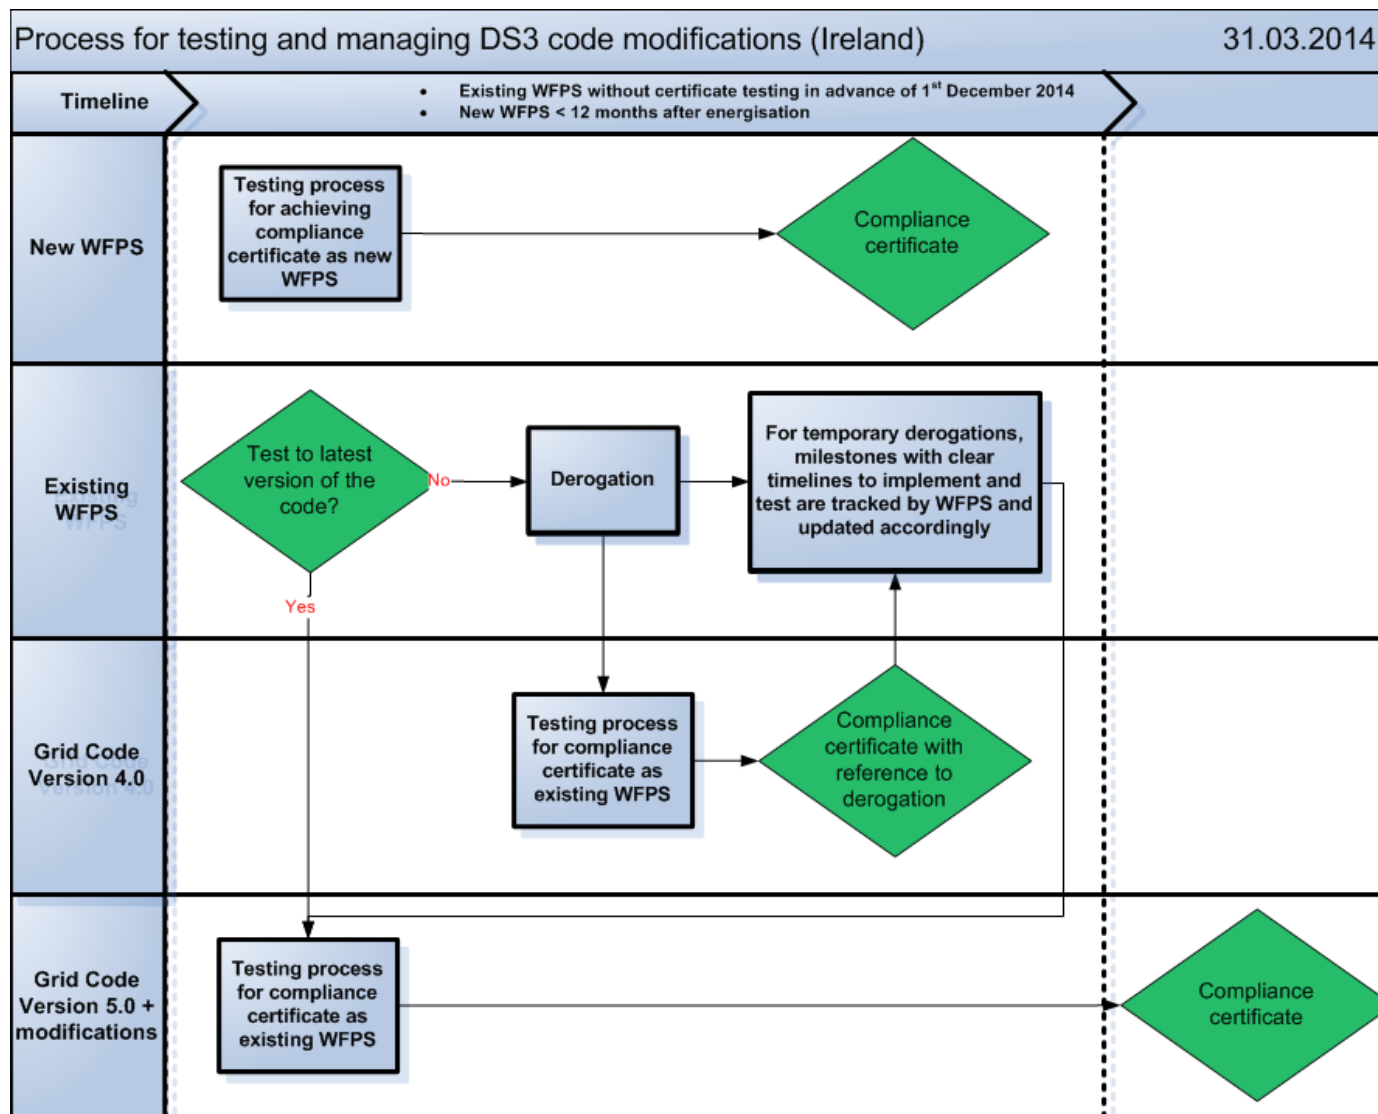 Process for testing and managing DS3 code modifications (Ireland) 31.03.2014
Timeline
• Existing WFPS without certificate testing in advance of 1st December 2014
• New WFPS < 12 months after energisation
New WFPS
Testing process
for achieving
compliance
certificate as new
WFPS
Compliance
certificate
Existing
WFPS
Test to latest
version of the
code?
No
Yes
Derogation
For temporary derogations,
milestones with clear
timelines to implement and
test are tracked by WFPS and
updated accordingly
Grid Code
Version 4.0
Testing process
for compliance
certificate as
existing WFPS
Compliance
certificate with
reference to
derogation
Grid Code
Version 5.0 +
modifications
Testing process
for compliance
certificate as
existing WFPS
Compliance
certificate